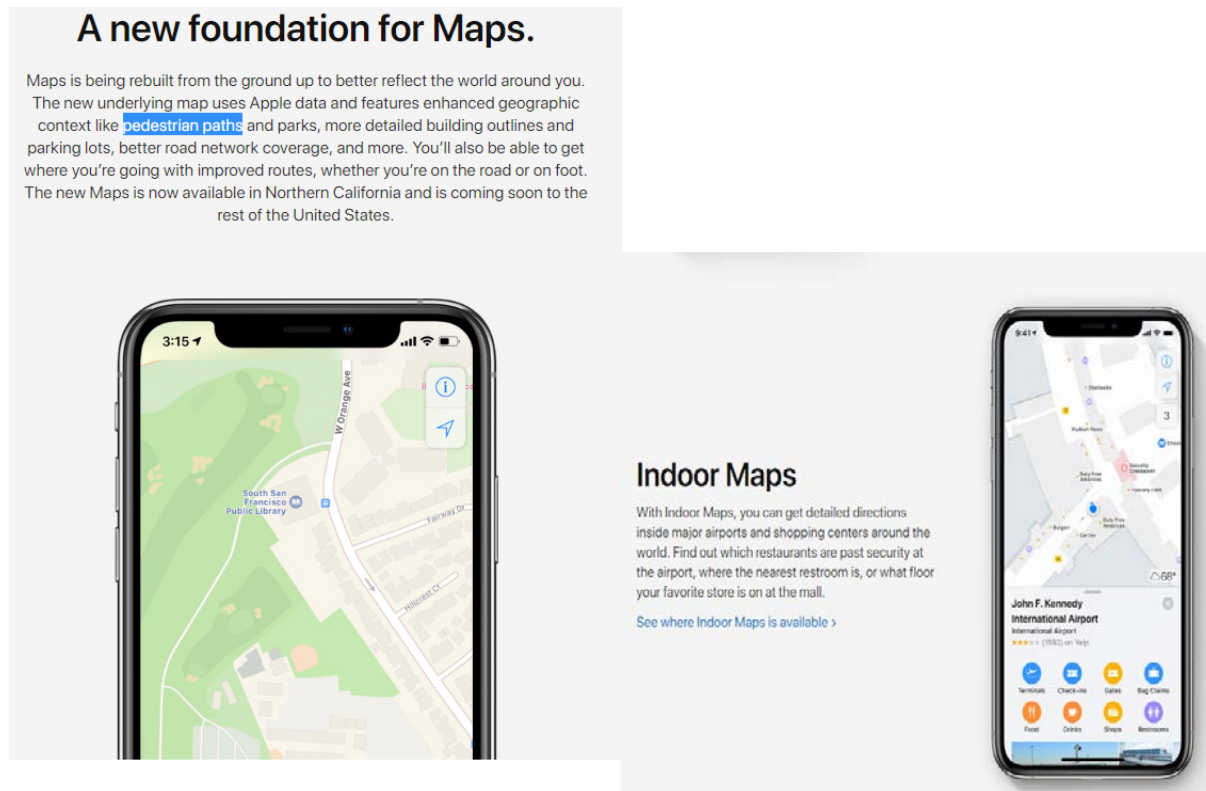 A new foundation for Maps.
Maps is being rebuilt from the ground up to better reflect the world around you.
The new underlying map uses Apple data and features enhanced geographic
context like pedestrian paths and parks, more detailed building outlines and
parking lots, better road network coverage, and more. You'll also be able to get
where you're going with improved routes, whether you're on the road or on foot.
The new Maps is now available in Northern California and is coming soon to the
rest of the United States.
3:15
W Orange Ave
South San
Francisco
Public Library
Fairway Dr
Hillcrest Ct
Indoor Maps
With Indoor Maps, you can get detailed directions
inside major airports and shopping centers around the
world. Find out which restaurants are past security at
the airport, where the nearest restroom is, or what floor
your favorite store is on at the mall.
See where Indoor Maps is available ›
9:41
Starbucks
3
Hudson News
Security
Checkpoint
Duty Free
Americas
Duty Free
Americas
Bulgari
Cartier
68°
John F. Kennedy
International Airport
International Airport
(1592) on Yelp
Terminals
Check-ins
Gates
Bag Claims
Food
Drinks
Shops
Restrooms